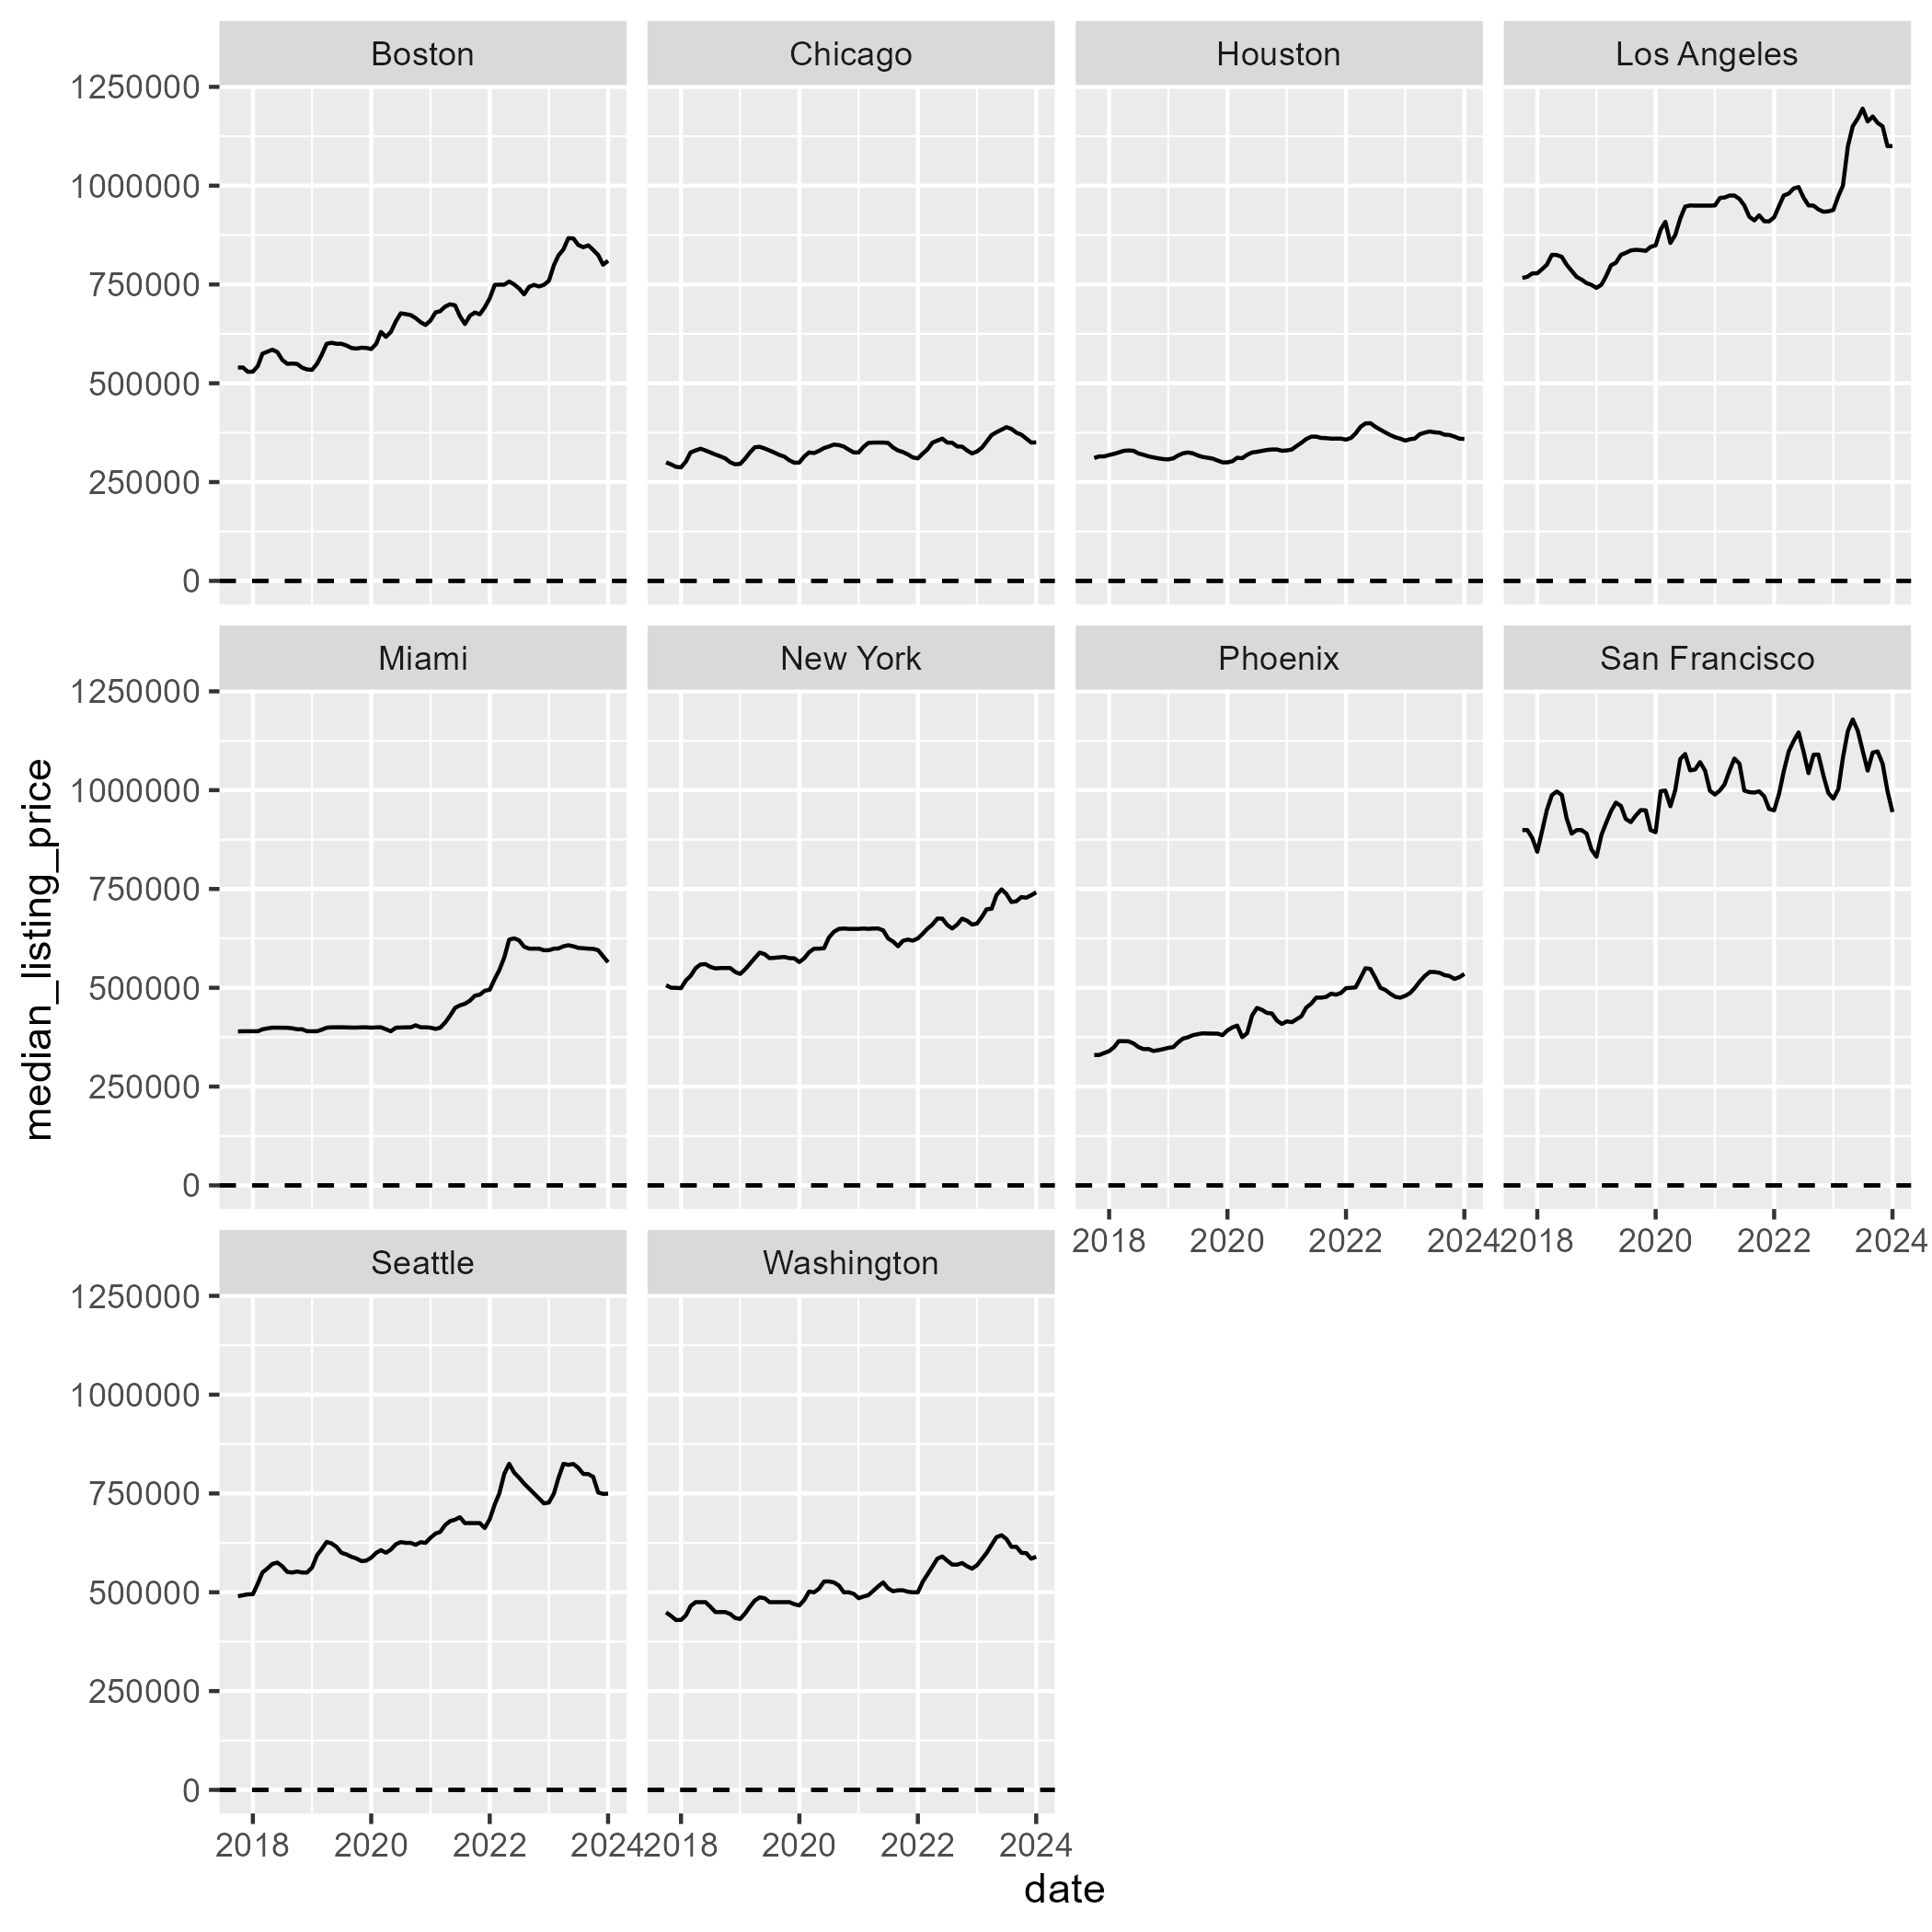 Boston Chicago Houston Los Angeles
1250000
1000000
750000
500000
250000
0
Miami New York Phoenix San Francisco
1250000
1000000
750000
500000
250000
0
2018 2020 2022 2024 2018 2020 2022 2024
Seattle Washington
1250000
1000000
750000
500000
250000
0
2018 2020 2022 2024 2018 2020 2022 2024
date
median_listing_price